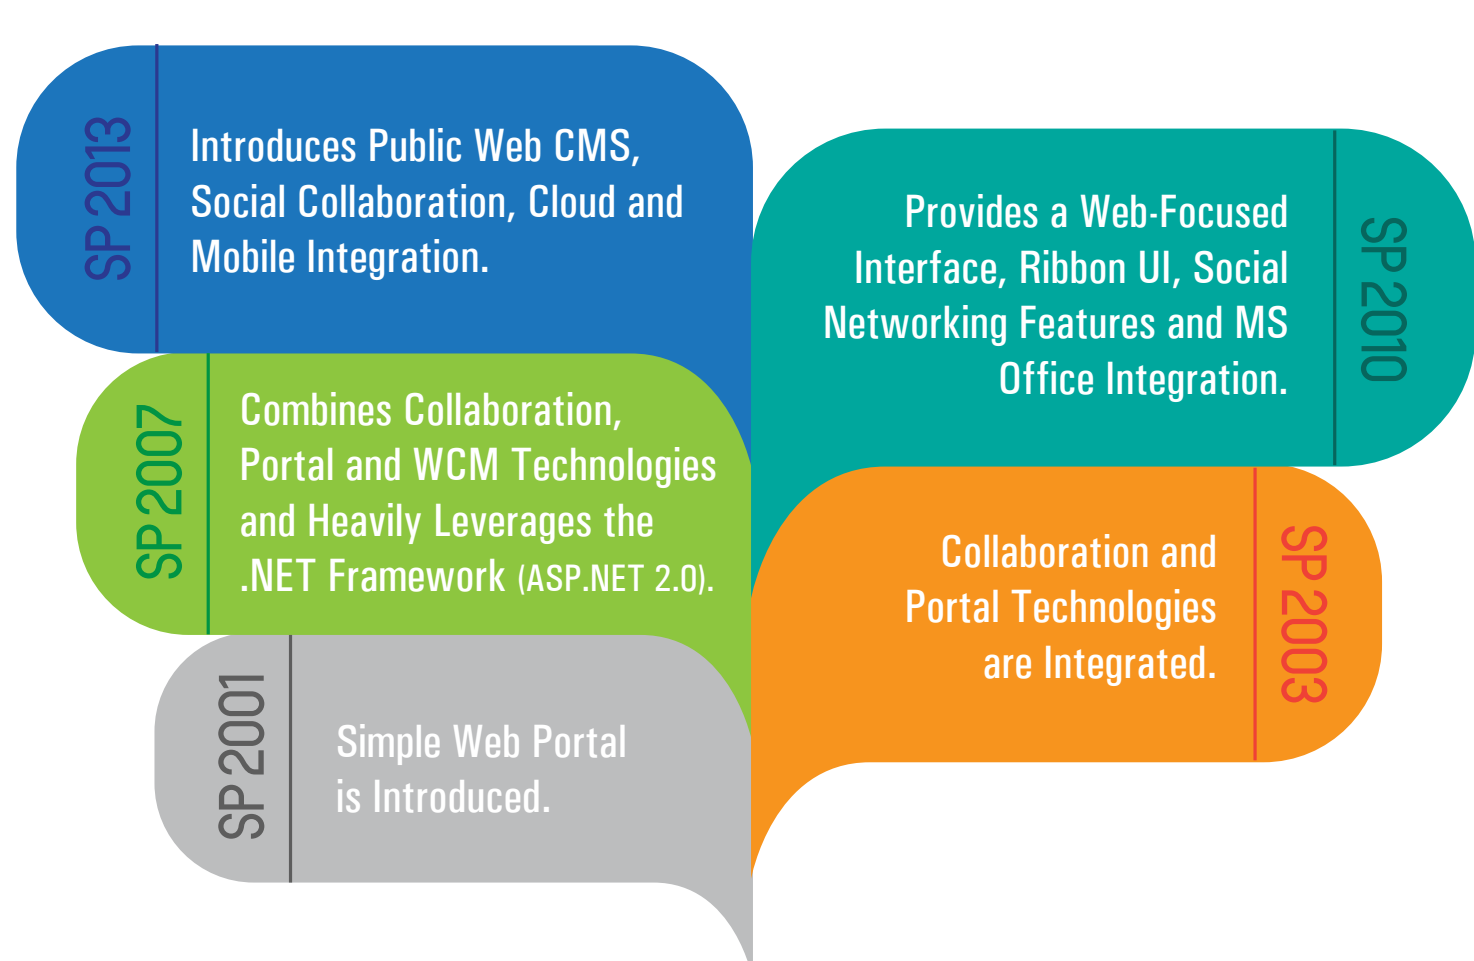 SP 2013
Introduces Public Web CMS,
Social Collaboration, Cloud and
Mobile Integration.
Provides a Web-Focused
Interface, Ribbon UI, Social
Networking Features and MS
Office Integration.
SP 2010
SP 2007
Combines Collaboration,
Portal and WCM Technologies
and Heavily Leverages the
.NET Framework (ASP.NET 2.0).
Collaboration and
Portal Technologies
are Integrated.
SP 2003
SP 2001
Simple Web Portal
is Introduced.